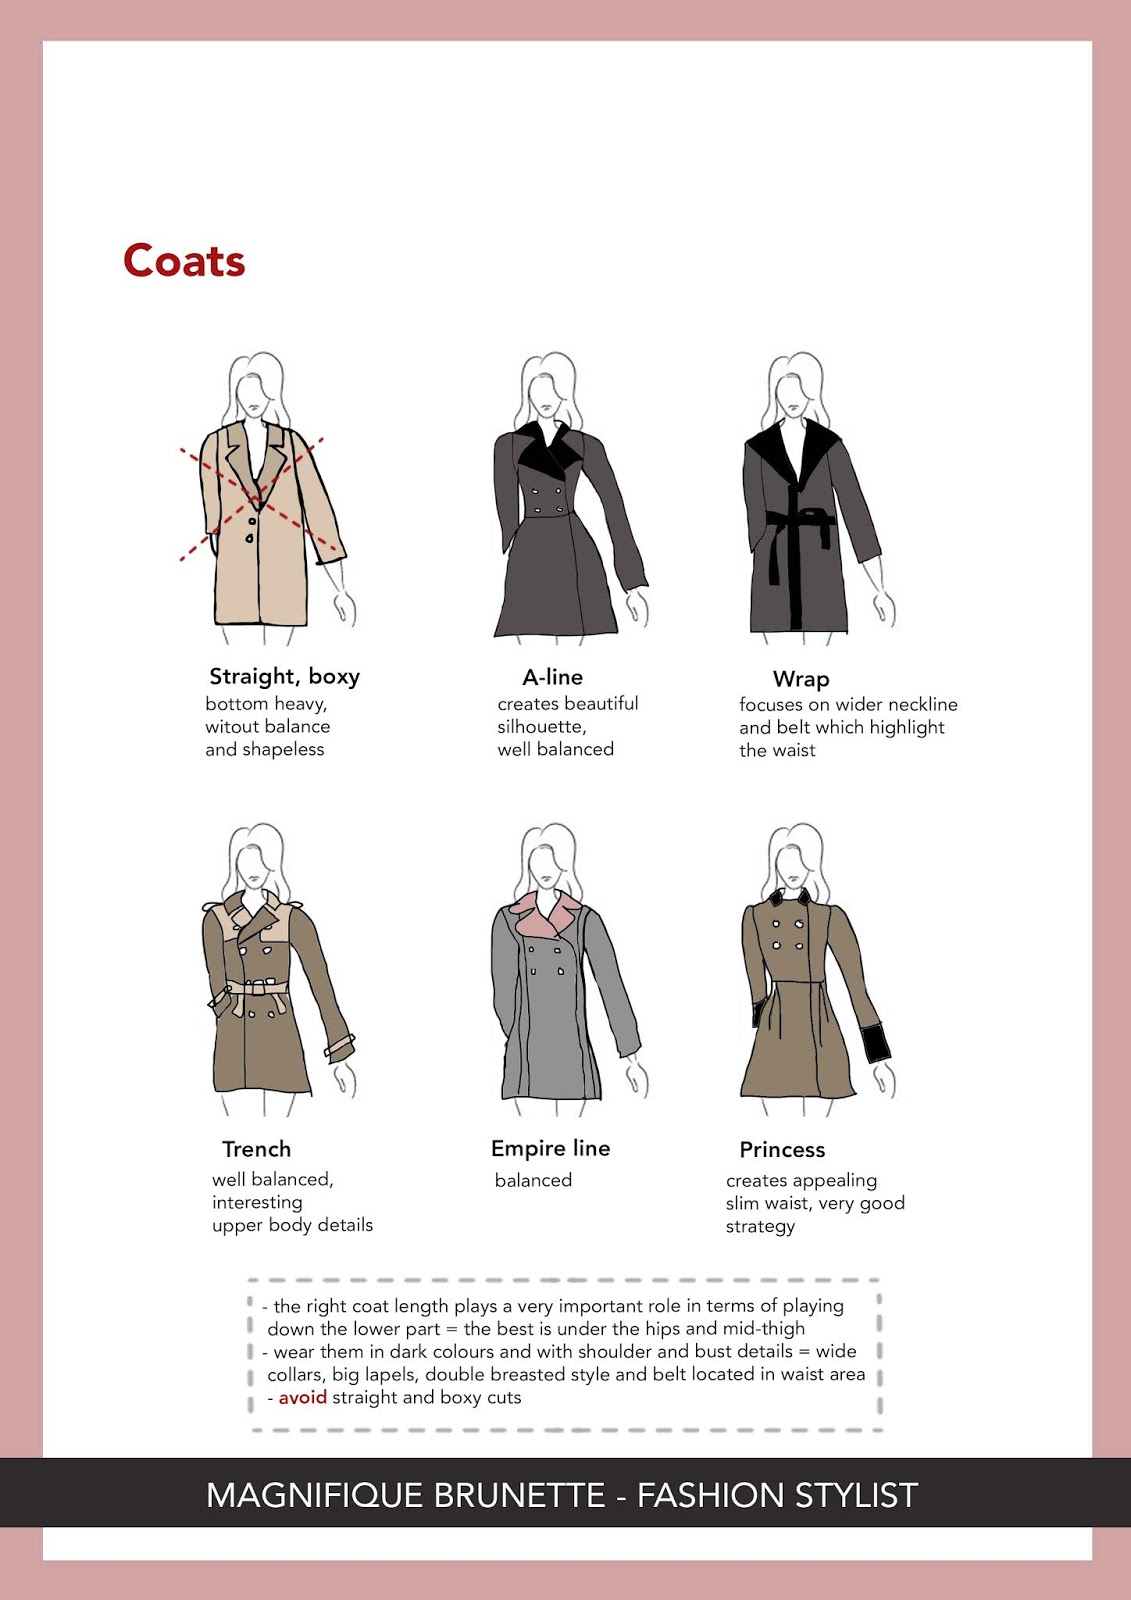 Coats
Straight, boxy
bottom heavy,
witout balance
and shapeless
A-line
creates beautiful
silhouette,
well balanced
Wrap
focuses on wider neckline
and belt which highlight
the waist
Trench
well balanced,
interesting
upper body details
Empire line
balanced
Princess
creates appealing
slim waist, very good
strategy
- the right coat length plays a very important role in terms of playing
down the lower part = the best is under the hips and mid-thigh
- wear them in dark colours and with shoulder and bust details = wide
collars, big lapels, double breasted style and belt located in waist area
- avoid straight and boxy cuts
MAGNIFIQUE BRUNETTE - FASHION STYLIST